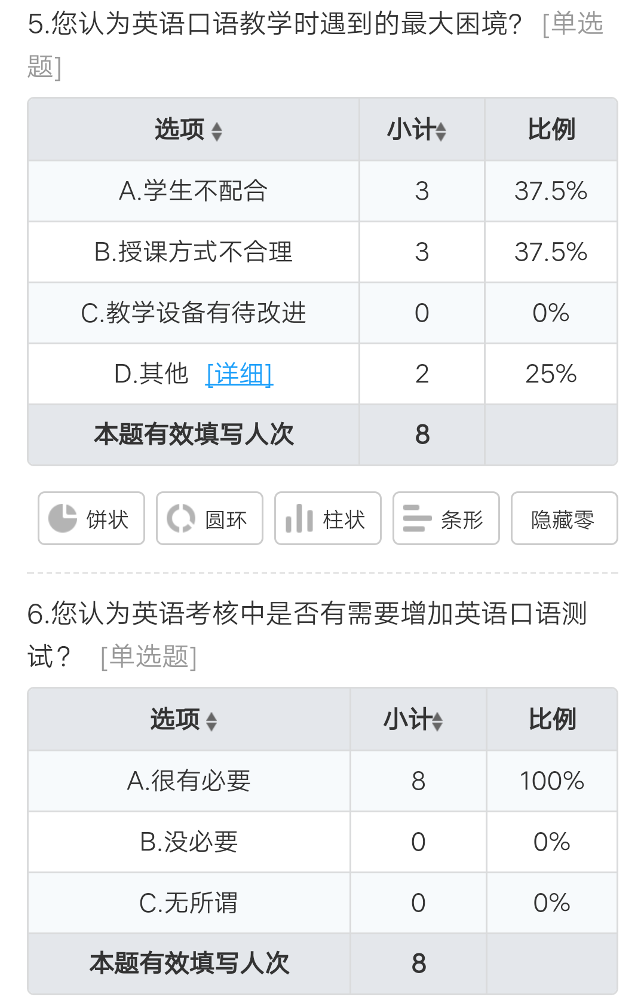 5.您认为英语口语教学时遇到的最大困境? [单选
题]
选项 小计 比例
A.学生不配合 3 37.5%
B.授课方式不合理 3 37.5%
C.教学设备有待改进 0 0%
D.其他 [详细] 2 25%
本题有效填写人次 8
饼状 圆环 柱状 条形 隐藏零
6.您认为英语考核中是否有需要增加英语口语测
试？ [单选题]
选项 小计 比例
A.很有必要 8 100%
B.没必要 0 0%
C.无所谓 0 0%
本题有效填写人次 8